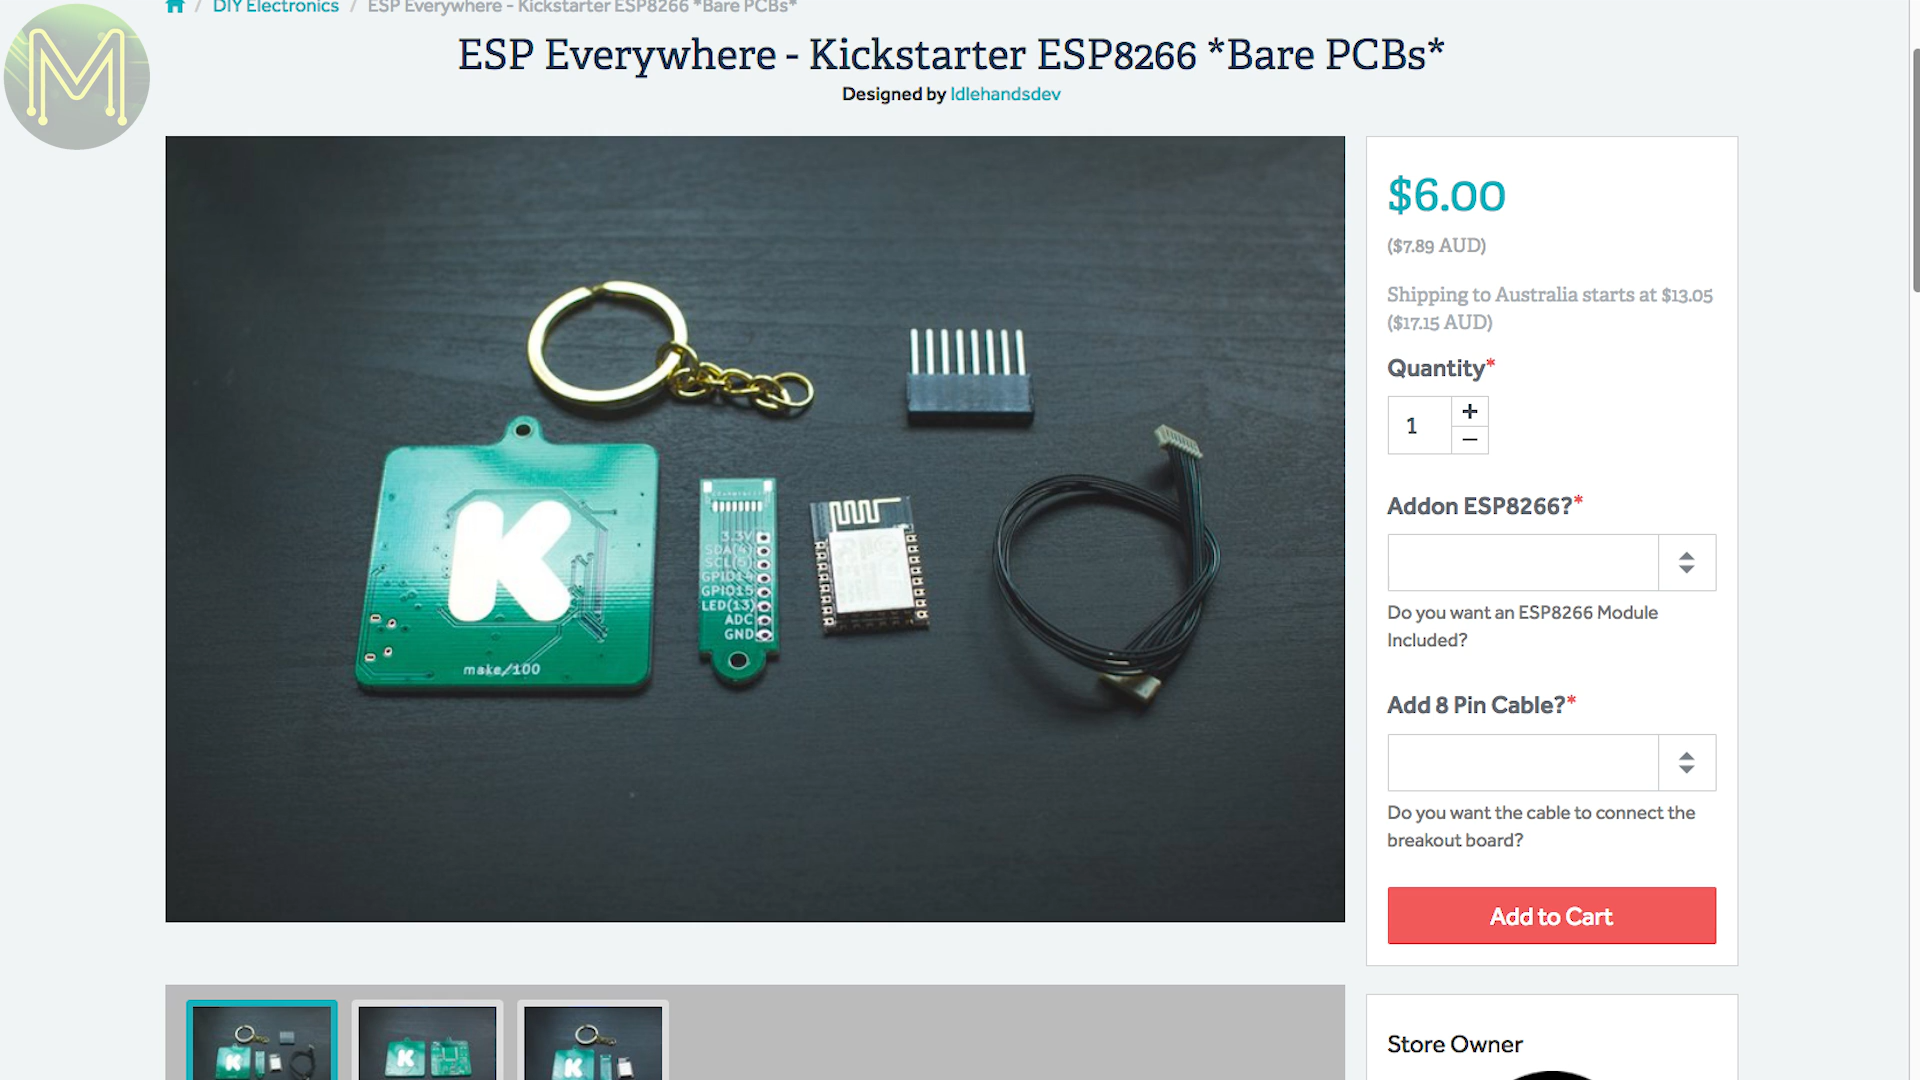 DIY Electronics / ESP Everywhere - Kickstarter ESP8266 *Bare PCBs*
ESP Everywhere - Kickstarter ESP8266 *Bare PCBs*
Designed by Idlehandsdev
M
K
make/100
3.3V
SDA(4)
SCL(5)
GPIO14
GPIO15
LED(13)
ADC
GND
$6.00
($7.89 AUD)
Shipping to Australia starts at $13.05
($17.15 AUD)
Quantity*
1
+
−
Addon ESP8266?*
Do you want an ESP8266 Module
Included?
Add 8 Pin Cable?*
Do you want the cable to connect the
breakout board?
Add to Cart
K
K
K
Store Owner